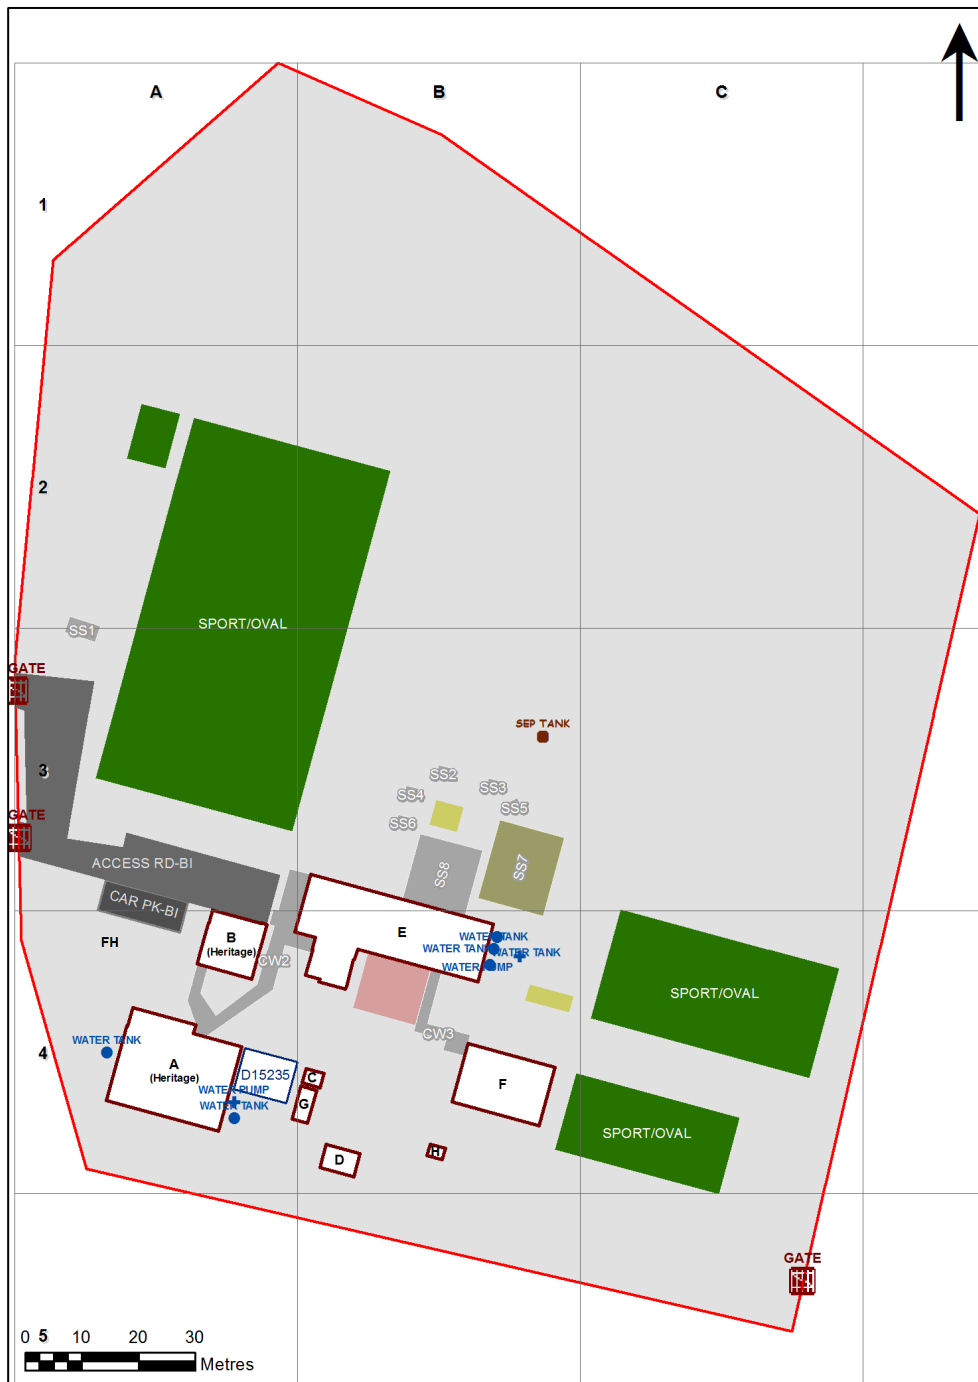 A
B
C
1
2
SPORT/OVAL
SS1
GATE
SEP TANK
3
SS2
SS3
SS4
SS5
GATE
SS6
ACCESS RD-BI
SS8
SS7
CAR PK-BI
E
B
(Heritage)
FH
WATER TANK
WATER TANK
WATER TANK
CW2
WATER PUMP
SPORT/OVAL
CW3
WATER TANK
4
A
(Heritage)
D15235
C
F
WATER PUMP
G
WATER TANK
SPORT/OVAL
H
D
GATE
5
0 10 20 30
Metres